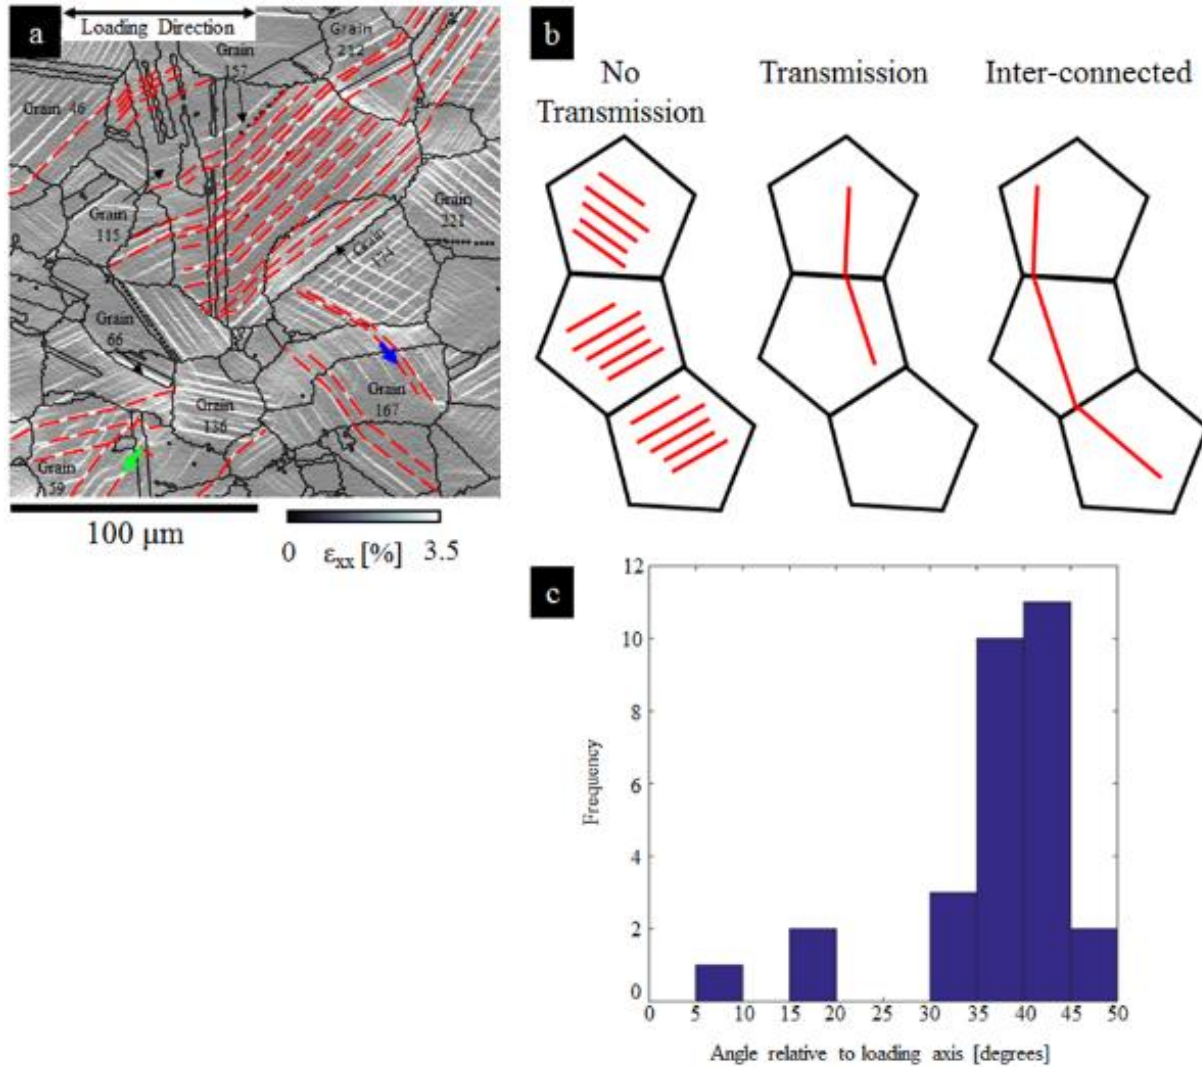 a
Loading Direction
Grain
212
Grain
157
Grain 46
Grain
115
Grain
221
Grain
Grain
66
Grain
136
Grain
167
Grain
59
100 μm
0 εxx [%] 3.5
b
No
Transmission
Transmission
Inter-connected
c
12
10
8
6
4
2
0
Frequency
0 5 10 15 20 25 30 35 40 45 50
Angle relative to loading axis [degrees]